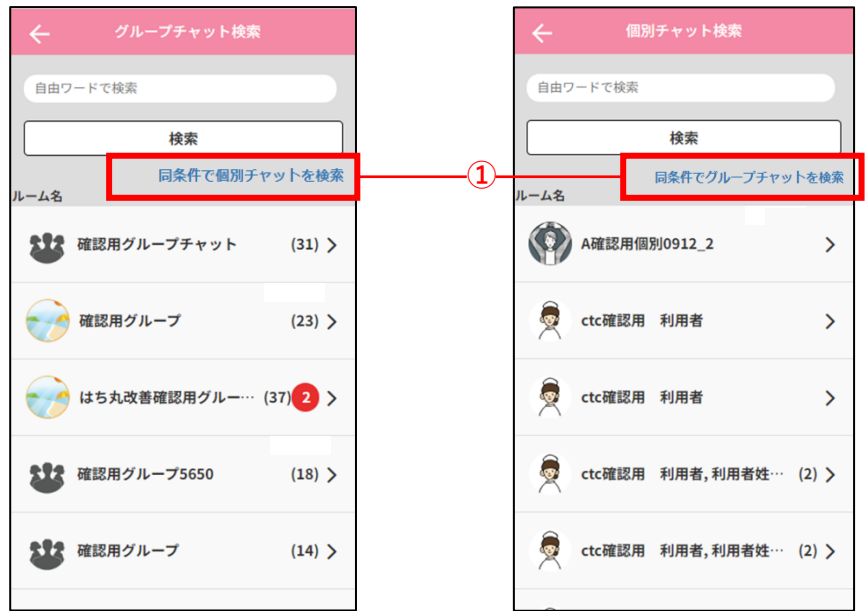 グループチャット検索
自由ワードで検索
検索
同条件で個別チャットを検索
ルーム名
確認用グループチャット (31)
確認用グループ (23)
はち丸改善確認用グルー… (37) 2
確認用グループ5650 (18)
確認用グループ (14)
①
個別チャット検索
自由ワードで検索
検索
同条件でグループチャットを検索
ルーム名
A確認用個別0912_2
ctc確認用　利用者
ctc確認用　利用者
ctc確認用　利用者, 利用者姓… (2)
ctc確認用　利用者, 利用者姓… (2)